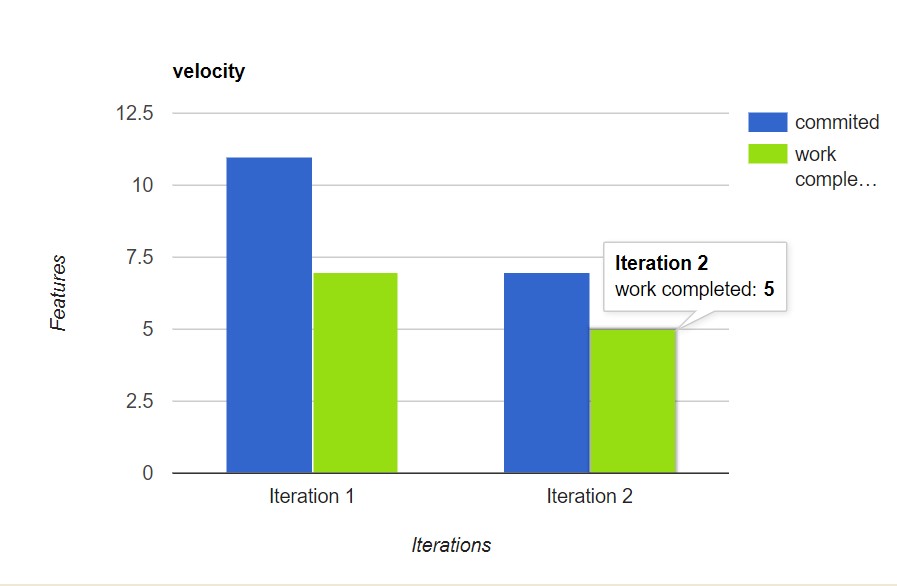 velocity
12.5
10
7.5
5
2.5
0
Features
commited
work
comple…
Iteration 2
work completed: 5
Iteration 1
Iteration 2
Iterations